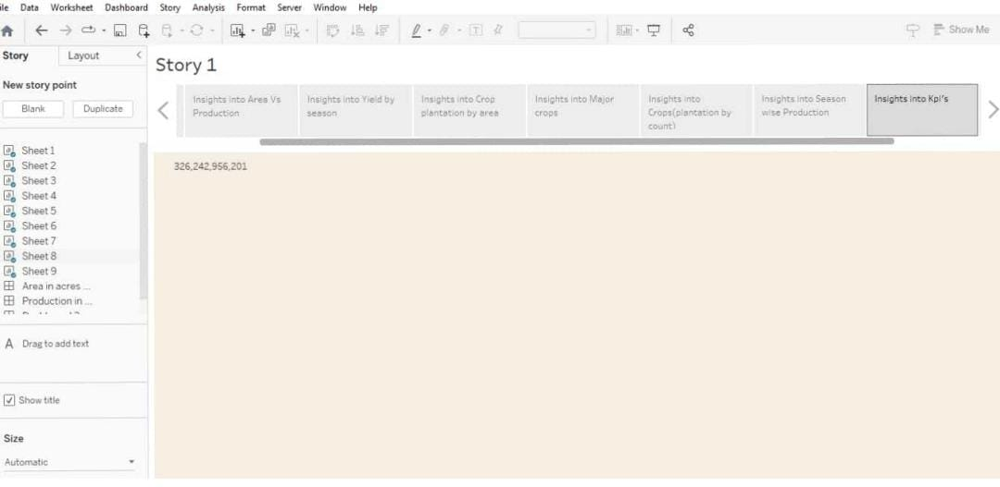 ile Data Worksheet Dashboard Story Analysis Format Server Window Help
Show Me
Story Layout
New story point
Blank Duplicate
Sheet 1
Sheet 2
Sheet 3
Sheet 4
Sheet 5
Sheet 6
Sheet 7
Sheet 8
Sheet 9
Area in acres ...
Production in ...
A Drag to add text
Show title
Size
Automatic
Story 1
Insights into Area Vs
Production
Insights into Yield by
season
Insights into Crop
plantation by area
Insights into Major
crops
Insights into
Crops(plantation by
count)
Insights into Season
wise Production
Insights into KpI's
326,242,956,201